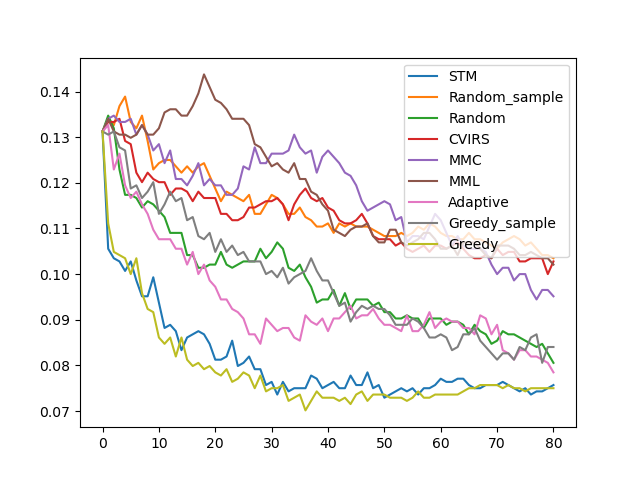 0.14
0.13
0.12
0.11
0.10
0.09
0.08
0.07
0 10 20 30 40 50 60 70 80
STM
Random_sample
Random
CVIRS
MMC
MML
Adaptive
Greedy_sample
Greedy